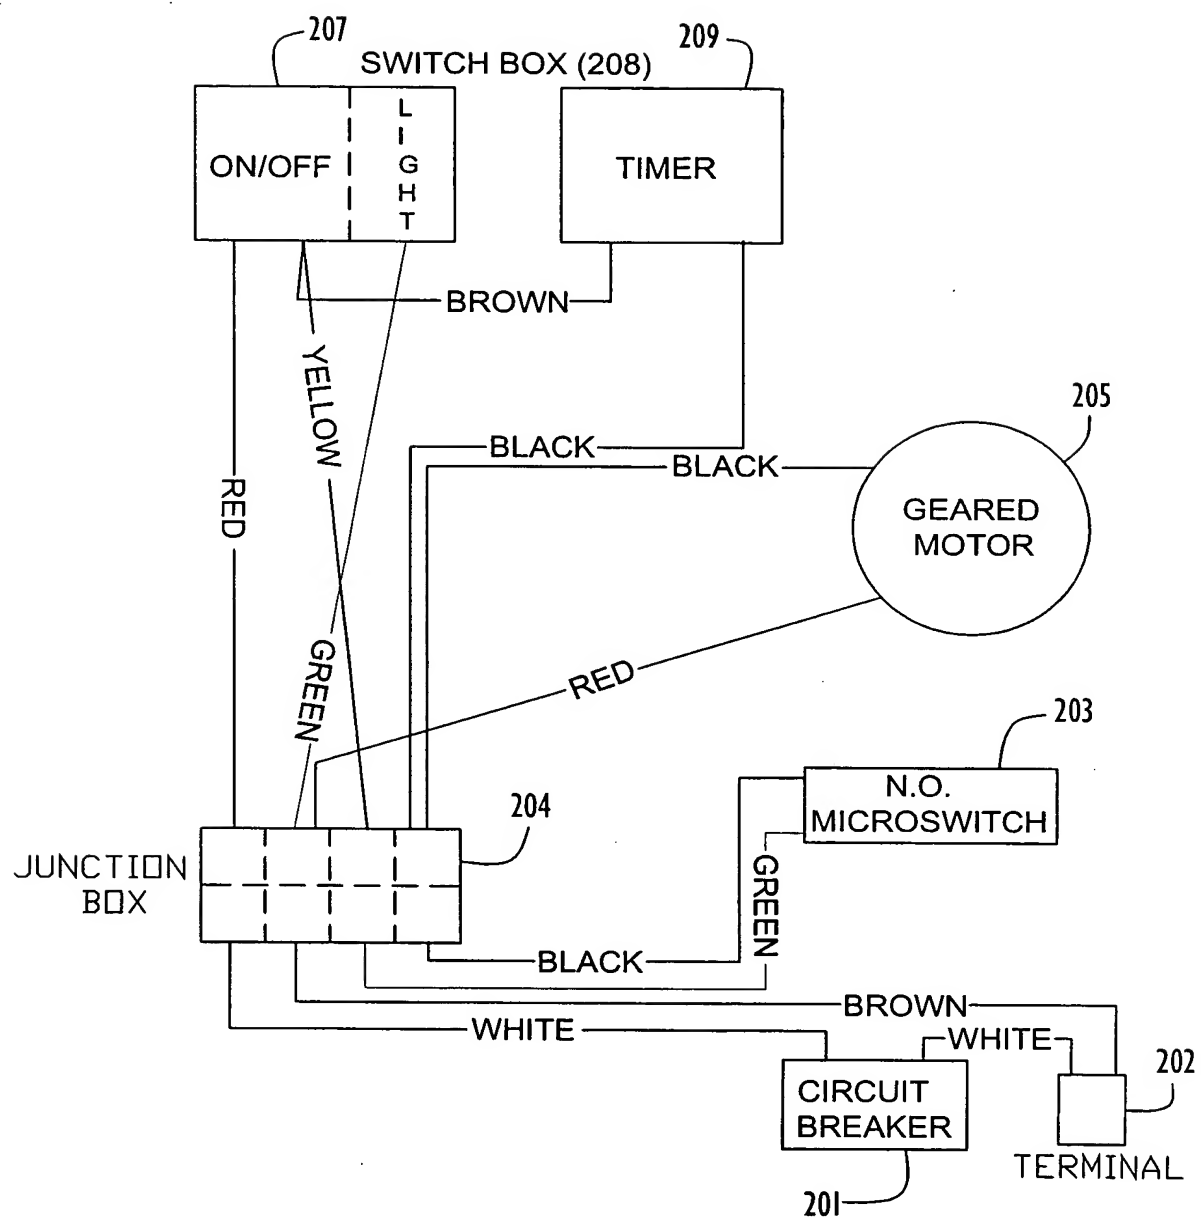 207
209
SWITCH BOX (208)
ON/OFF
LIGHT
TIMER
BROWN
YELLOW
205
BLACK
BLACK
RED
GEARED
MOTOR
GREEN
RED
203
N.O.
MICROSWITCH
204
JUNCTION
BOX
GREEN
BLACK
BROWN
WHITE
WHITE
202
CIRCUIT
BREAKER
TERMINAL
201